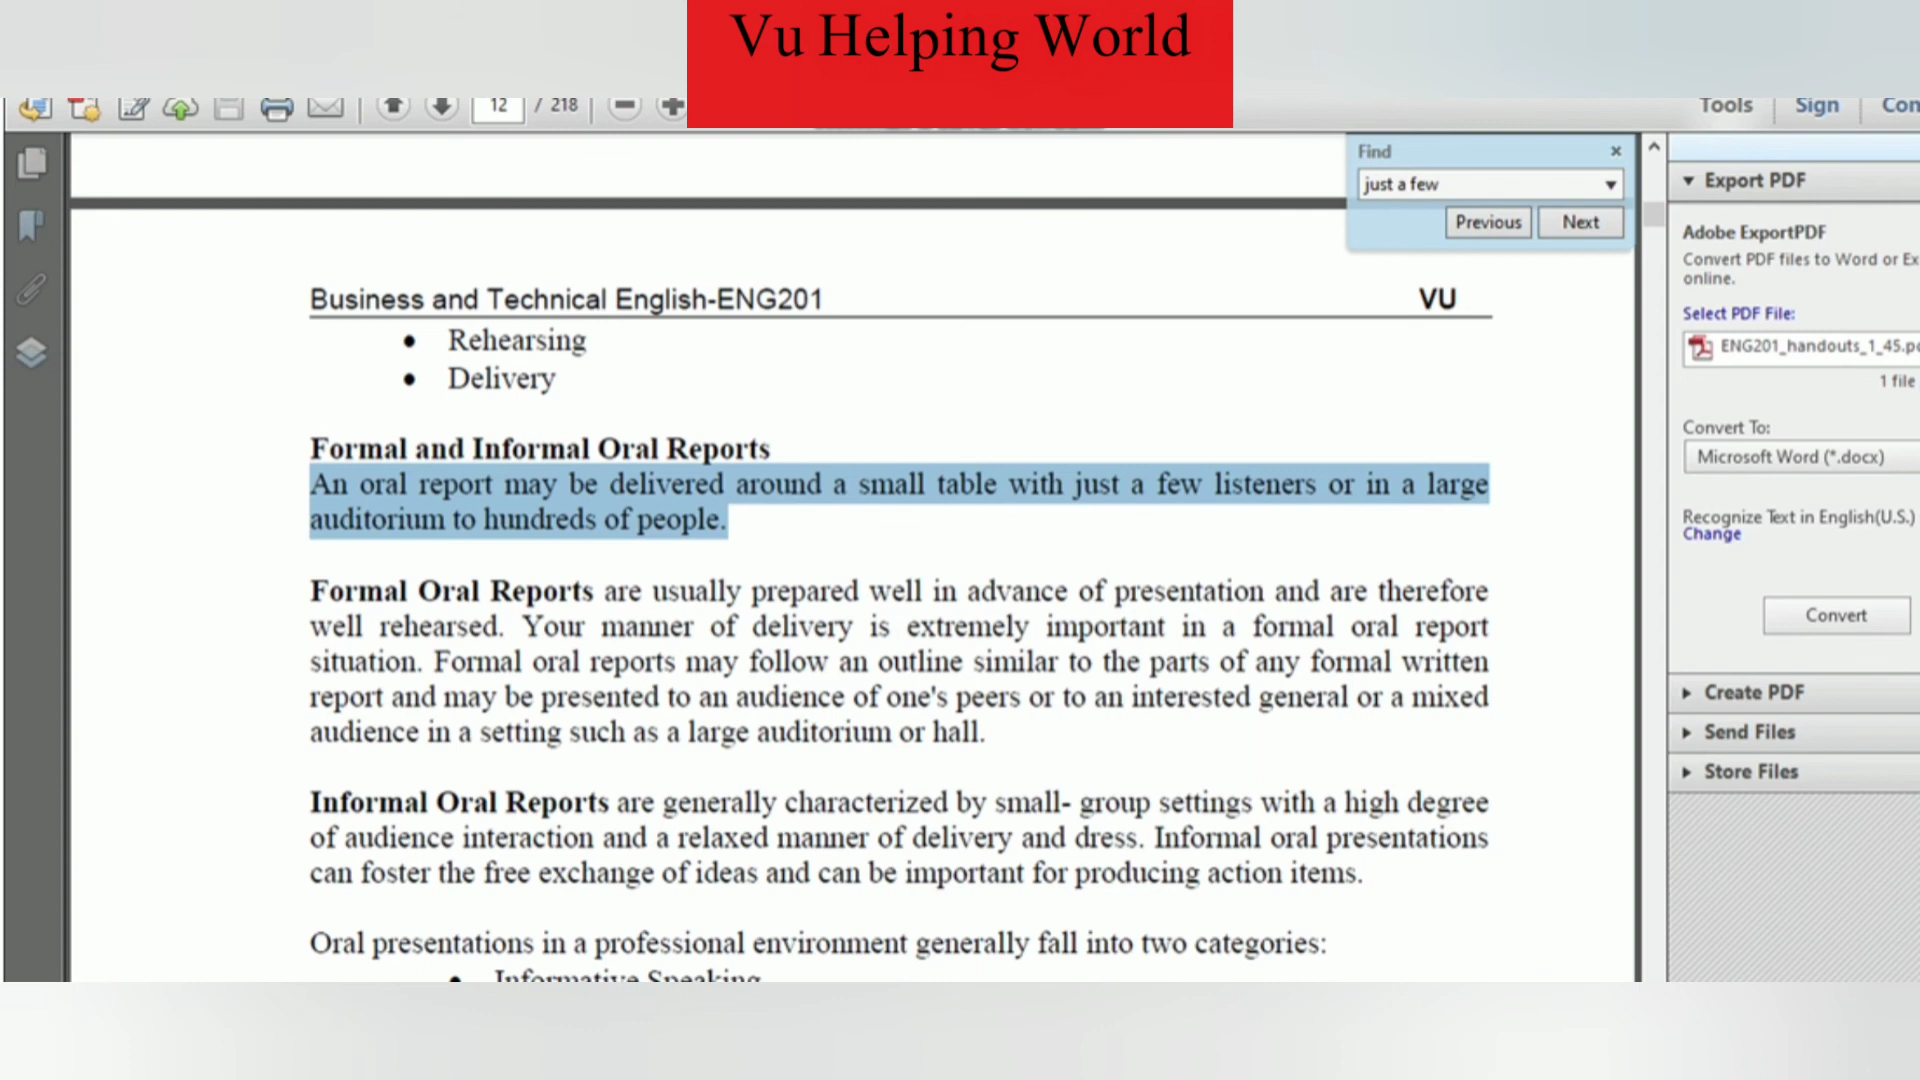 Vu Helping World
12 / 218
Tools Sign
Find
just a few
Previous Next
Business and Technical English-ENG201 VU
• Rehearsing
• Delivery
Formal and Informal Oral Reports
An oral report may be delivered around a small table with just a few listeners or in a large
auditorium to hundreds of people.
Formal Oral Reports are usually prepared well in advance of presentation and are therefore
well rehearsed. Your manner of delivery is extremely important in a formal oral report
situation. Formal oral reports may follow an outline similar to the parts of any formal written
report and may be presented to an audience of one's peers or to an interested general or a mixed
audience in a setting such as a large auditorium or hall.
Informal Oral Reports are generally characterized by small- group settings with a high degree
of audience interaction and a relaxed manner of delivery and dress. Informal oral presentations
can foster the free exchange of ideas and can be important for producing action items.
Oral presentations in a professional environment generally fall into two categories:
• Informative Speaking
Export PDF
Adobe ExportPDF
Convert PDF files to Word or Ex
online.
Select PDF File:
ENG201_handouts_1_45.p
1 file
Convert To:
Microsoft Word (*.docx)
Recognize Text in English(U.S.)
Change
Convert
Create PDF
Send Files
Store Files